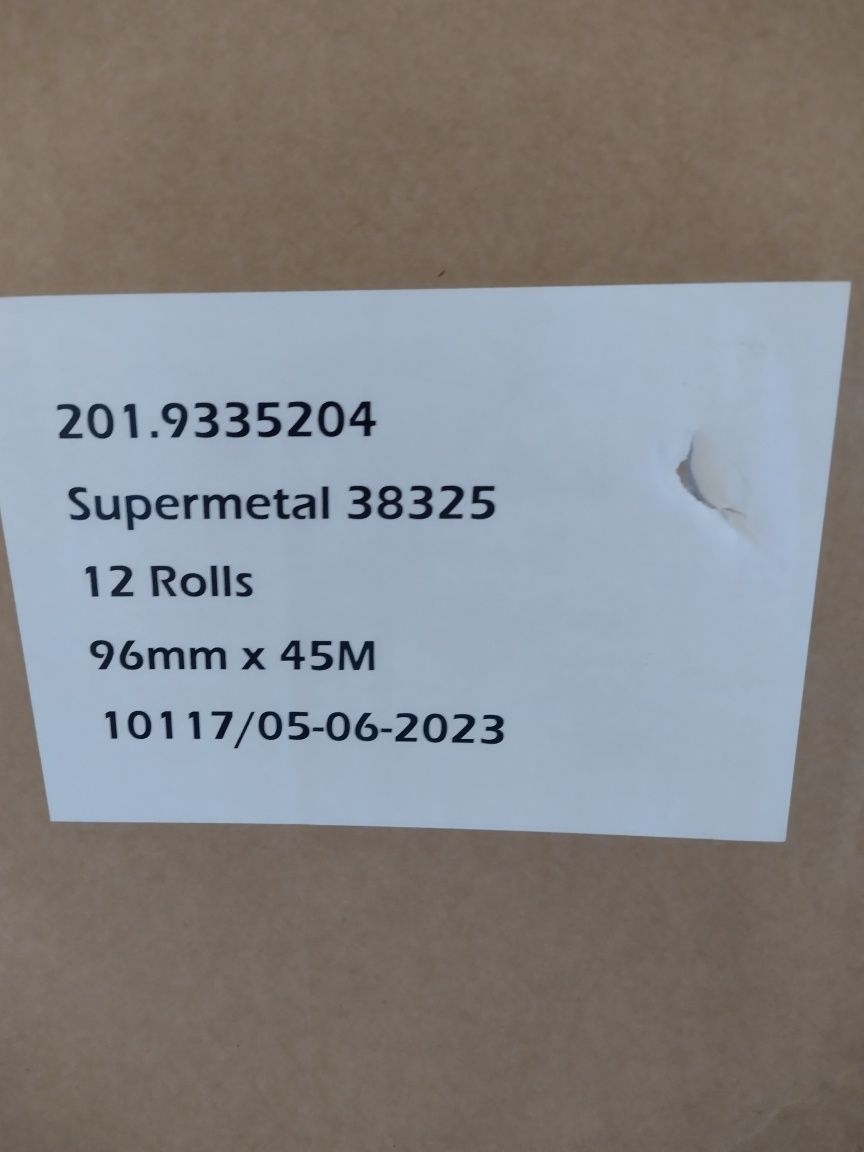 201.9335204
Supermetal 38325
12 Rolls
96mm x 45M
10117/05-06-2023